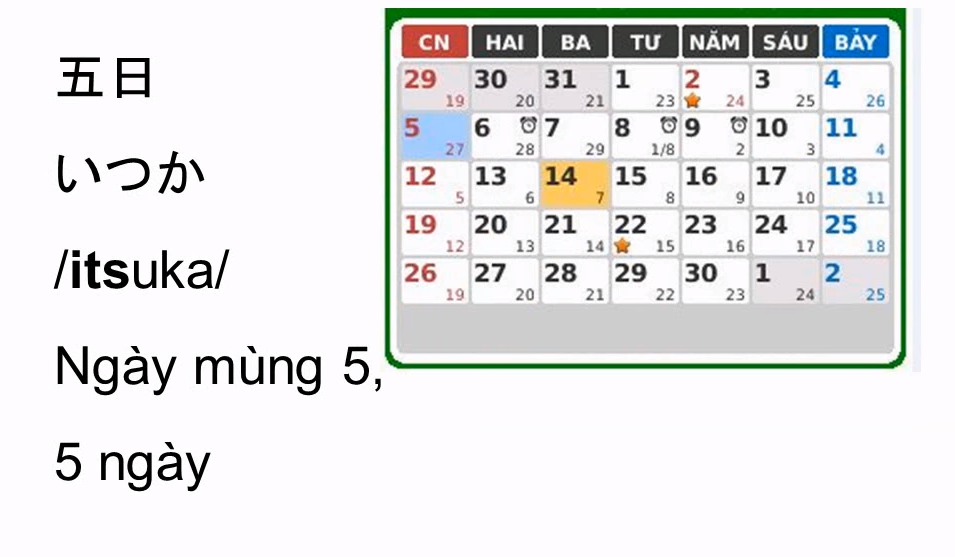 五日
いつか
/itsuka/
Ngày mùng 5,
5 ngày
CN HAI BA TƯ NĂM SÁU BẢY
29 30 31 1 2 3 4
19 20 21 23 24 25 26
5 6 7 8 9 10 11
27 28 29 1/8 2 3 4
12 13 14 15 16 17 18
5 6 7 8 9 10 11
19 20 21 22 23 24 25
12 13 14 15 16 17 18
26 27 28 29 30 1 2
19 20 21 22 23 24 25